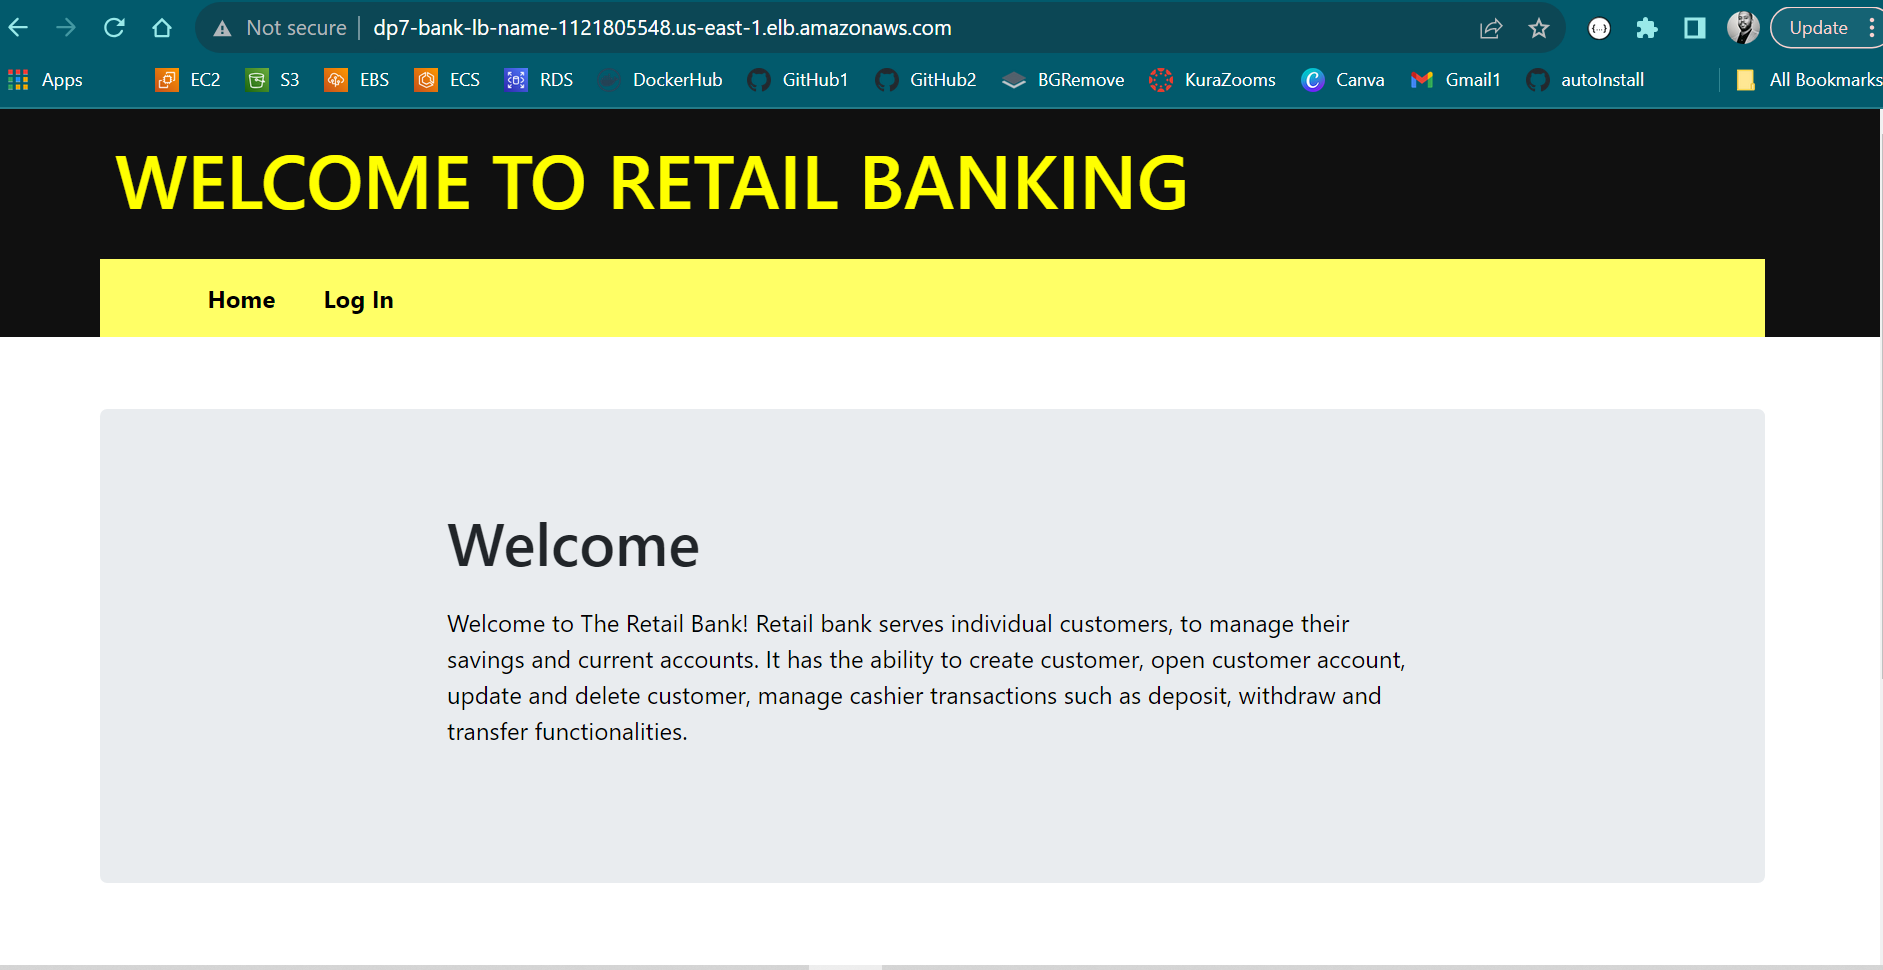 Not secure | dp7-bank-lb-name-1121805548.us-east-1.elb.amazonaws.com Update
Apps EC2 S3 EBS ECS RDS DockerHub GitHub1 GitHub2 BGRemove KuraZooms Canva Gmail1 autoInstall All Bookmarks
WELCOME TO RETAIL BANKING
Home Log In
Welcome
Welcome to The Retail Bank! Retail bank serves individual customers, to manage their
savings and current accounts. It has the ability to create customer, open customer account,
update and delete customer, manage cashier transactions such as deposit, withdraw and
transfer functionalities.